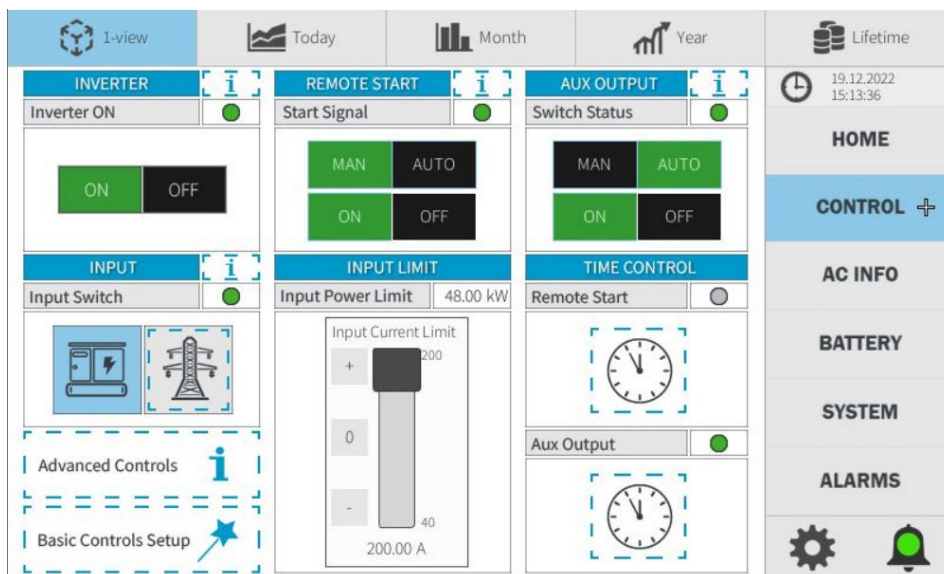 1-view
Today
Month
Year
Lifetime
INVERTER i
Inverter ON
ON OFF
REMOTE START i
Start Signal
MAN AUTO
ON OFF
AUX OUTPUT i
Switch Status
MAN AUTO
ON OFF
INPUT i
Input Switch
Advanced Controls i
Basic Controls Setup
INPUT LIMIT
Input Power Limit 48.00 kW
Input Current Limit
+ 200
0
- 40
200.00 A
TIME CONTROL
Remote Start
Aux Output
19.12.2022
15:13:36
HOME
CONTROL
AC INFO
BATTERY
SYSTEM
ALARMS